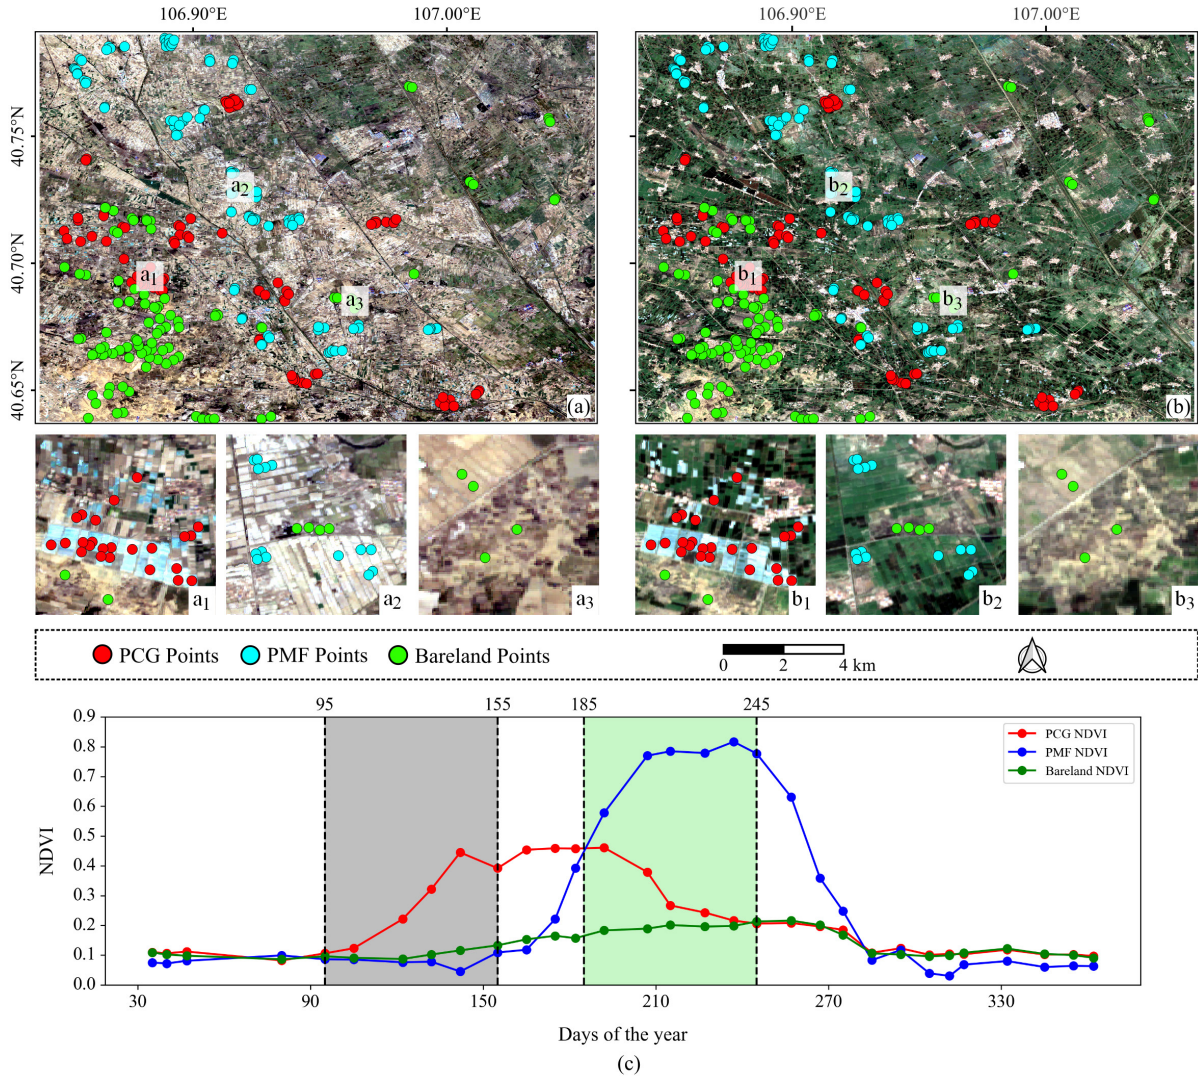 106.90°E 107.00°E 106.90°E 107.00°E
40.75°N
40.70°N
40.65°N
a2
a1
a3
(a)
b2
b1
b3
(b)
a1 a2 a3 b1 b2 b3
PCG Points PMF Points Bareland Points 0 2 4 km
95 155 185 245
0.9
0.8
0.7
0.6
0.5
0.4
0.3
0.2
0.1
0.0
NDVI
PCG NDVI
PMF NDVI
Bareland NDVI
30 90 150 210 270 330
Days of the year
(c)